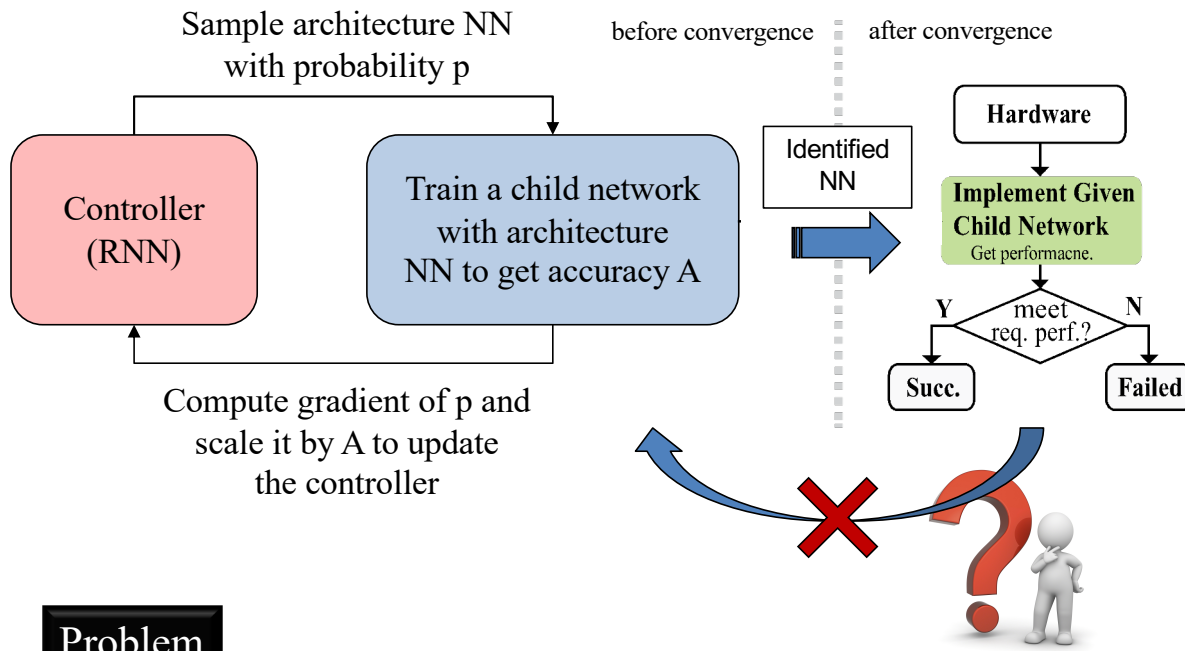 Sample architecture NN
with probability p
before convergence
after convergence
Controller
(RNN)
Train a child network
with architecture
NN to get accuracy A
Identified
NN
Hardware
Implement Given
Child Network
Get performacne.
meet
req. perf.?
Y
N
Succ.
Failed
Compute gradient of p and
scale it by A to update
the controller
Problem